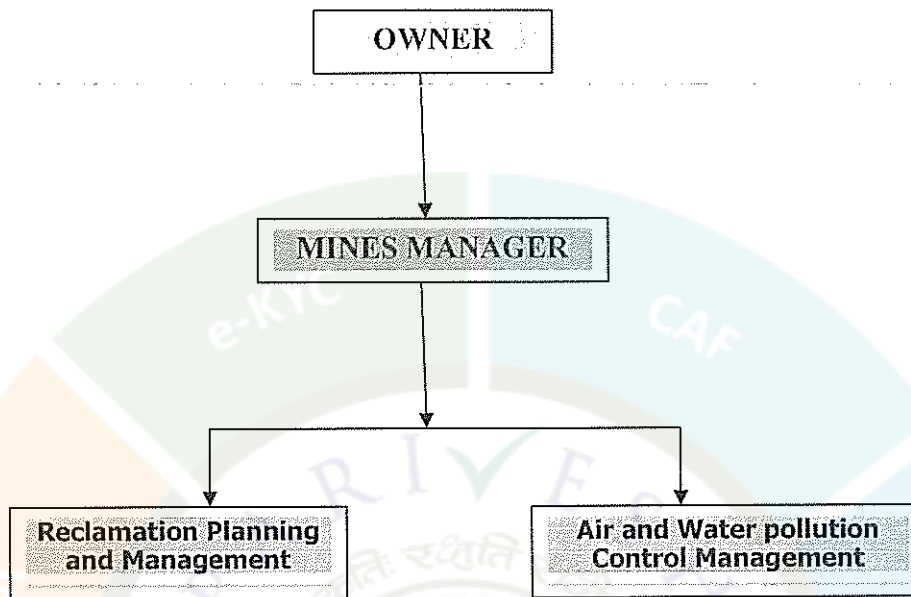 OWNER
MINES MANAGER
e-KYC
CAF
Reclamation Planning
and Management
Air and Water pollution
Control Management